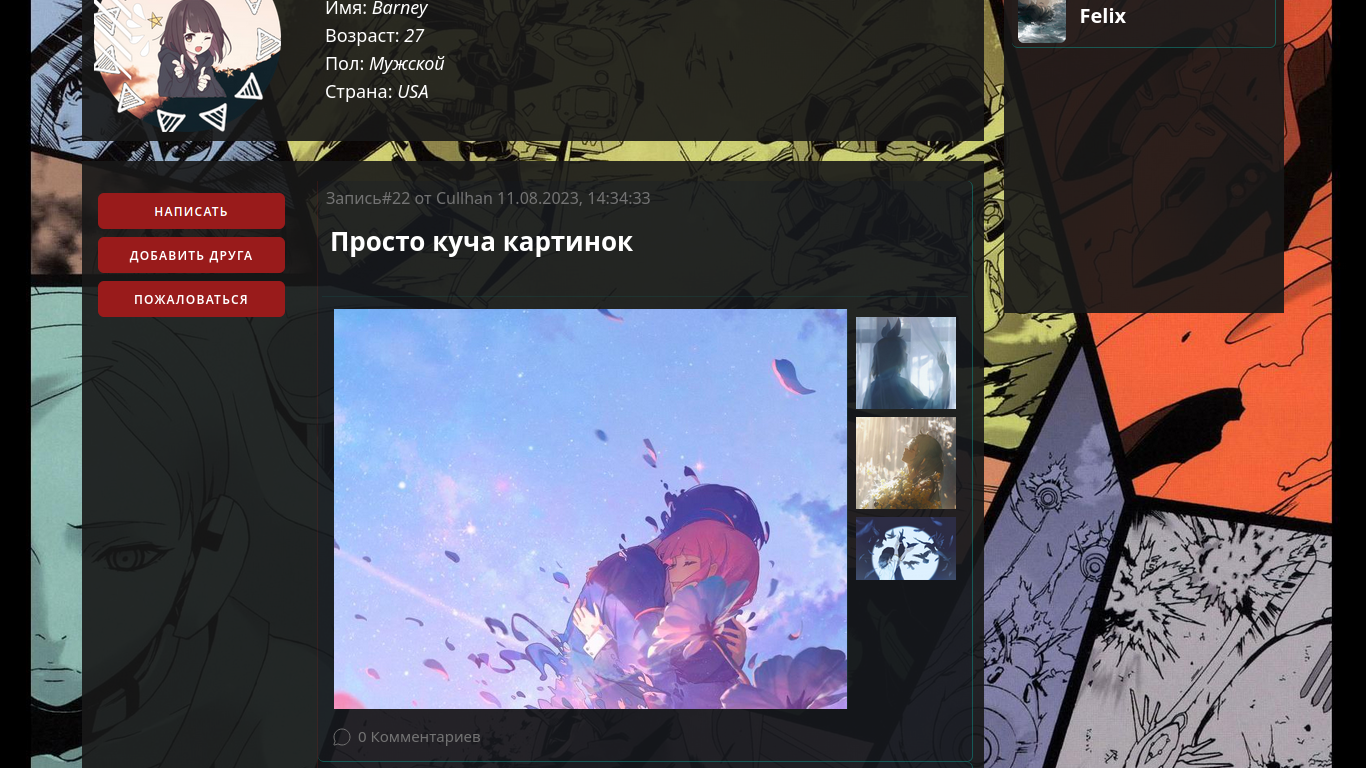 Имя: Barney
Возраст: 27
Пол: Мужской
Страна: USA
Felix
НАПИСАТЬ
ДОБАВИТЬ ДРУГА
ПОЖАЛОВАТЬСЯ
Запись#22 от Cullhan 11.08.2023, 14:34:33
Просто куча картинок
0 Комментариев